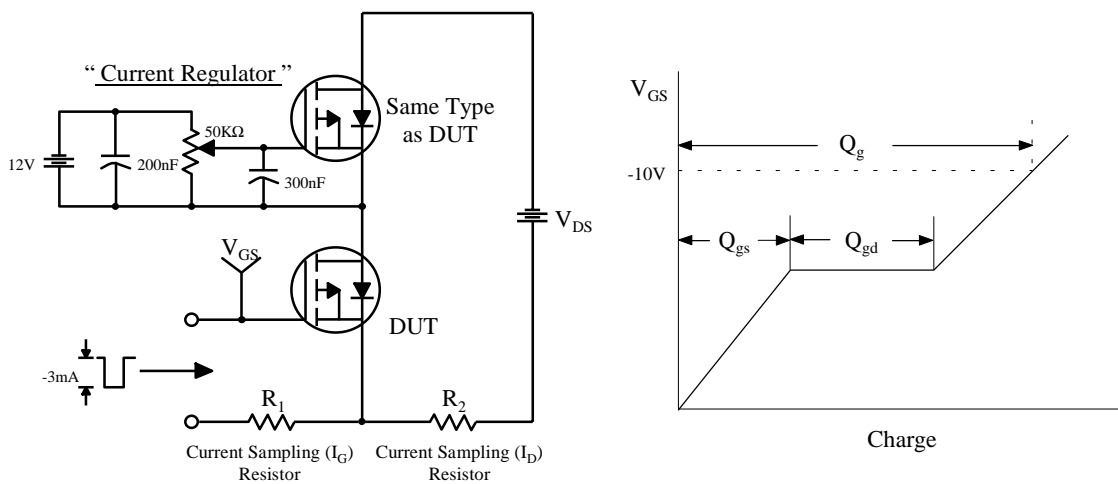 “ Current Regulator ”
Same Type
as DUT
50KΩ
12V
200nF
300nF
V_DS
V_GS
DUT
-3mA
R_1
R_2
Current Sampling (I_G)
Resistor
Current Sampling (I_D)
Resistor
V_GS
Q_g
-10V
Q_gs
Q_gd
Charge